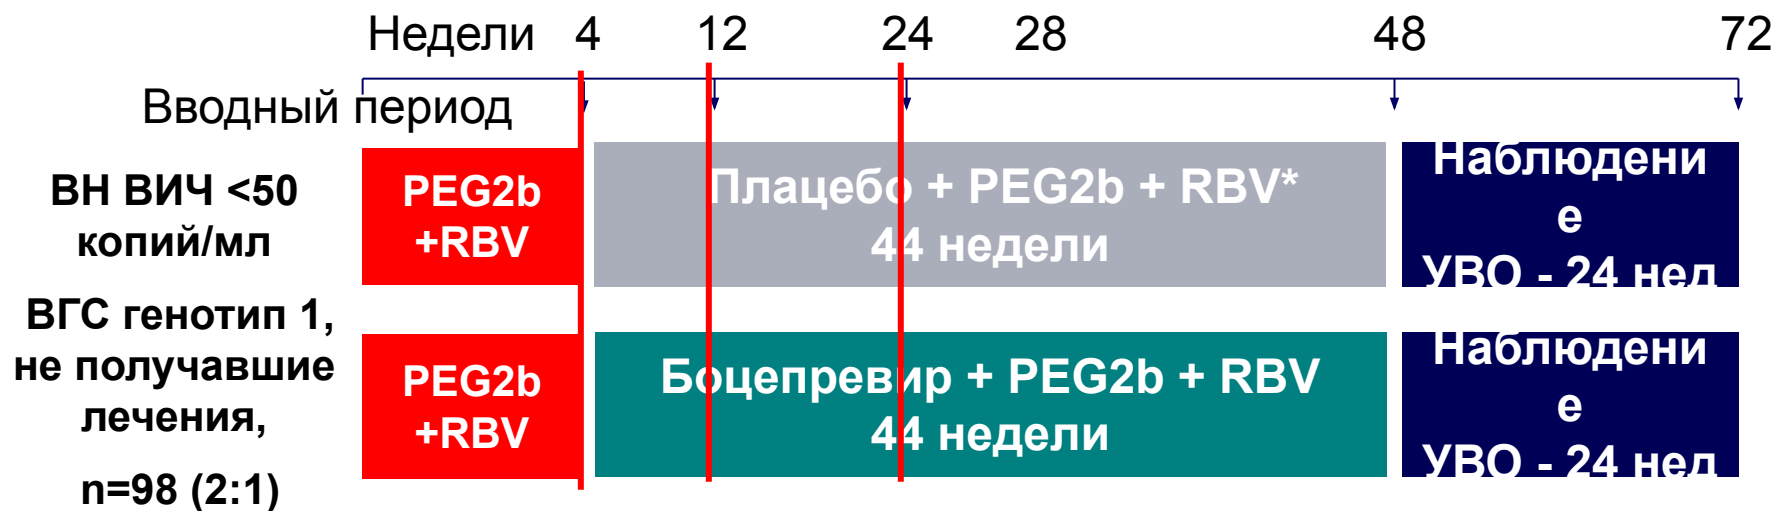 Недели 4 12 24 28 48 72
Вводный период
ВН ВИЧ <50
копий/мл
ВГС генотип 1,
не получавшие
лечения,
n=98 (2:1)
PEG2b
+RBV
Плацебо + PEG2b + RBV*
44 недели
Наблюдени
е
УВО - 24 нед
PEG2b
+RBV
Боцепревир + PEG2b + RBV
44 недели
Наблюдени
е
УВО - 24 нед